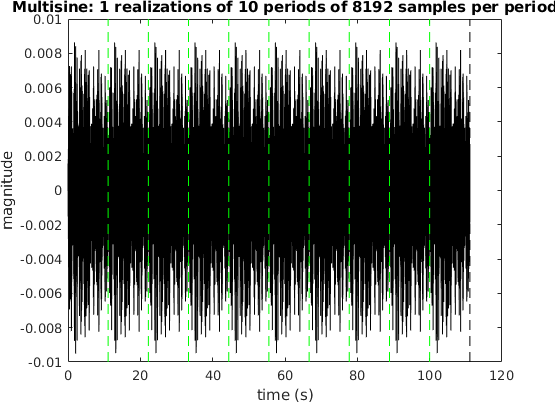 Multisine: 1 realizations of 10 periods of 8192 samples per period
0.01
0.008
0.006
0.004
0.002
0
-0.002
-0.004
-0.006
-0.008
-0.01
magnitude
0 20 40 60 80 100 120
time (s)